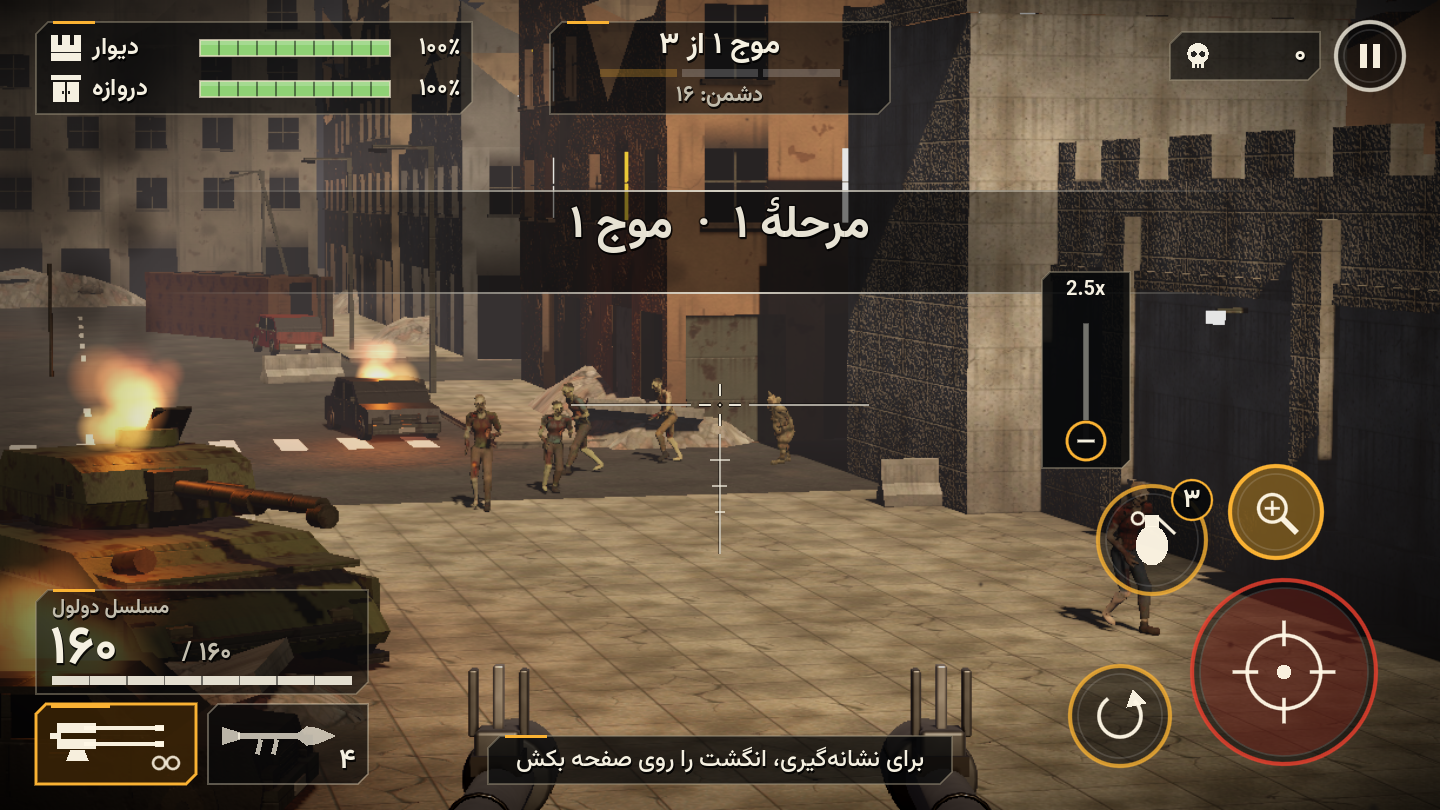 دیوار ۱۰۰٪
دروازه ۱۰۰٪
موج ۱ از ۳
دشمن: ۱۶
۰
مرحلهٔ ۱ · موج ۱
2.5x
۳
مسلسل دولول
۱۶۰ / ۱۶۰
∞
۴
برای نشانه‌گیری، انگشت را روی صفحه بکش